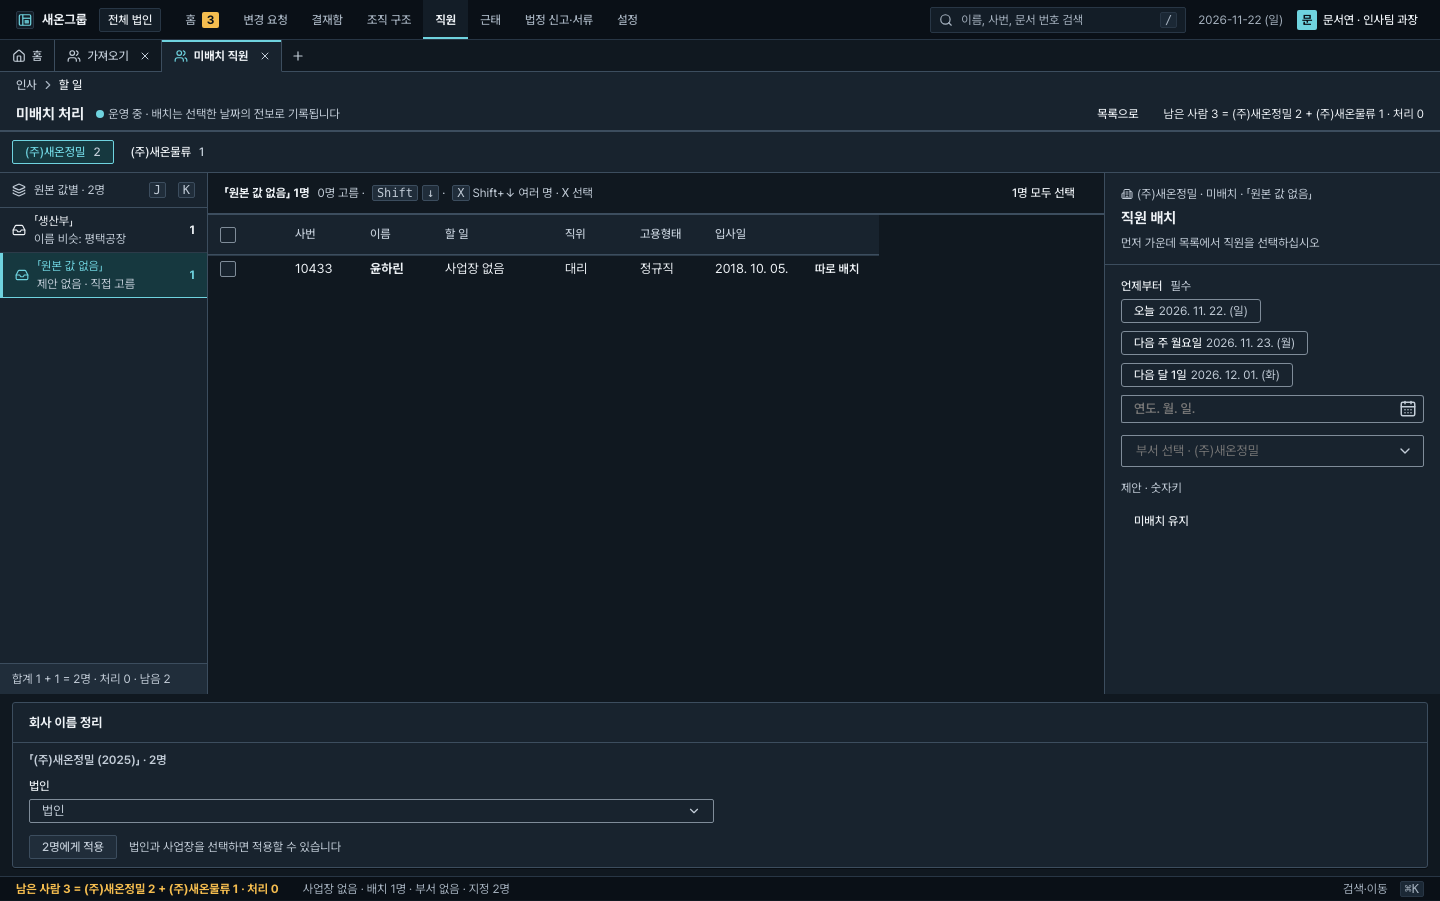 새온그룹 전체 법인 홈 3 변경 요청 결재함 조직 구조 직원 근태 법정 신고·서류 설정 이름, 사번, 문서 번호 검색 / 2026-11-22 (일) 문 문서연 · 인사팀 과장
홈 가져오기 미배치 직원
인사 할 일
미배치 처리 운영 중 · 배치는 선택한 날짜의 전보로 기록됩니다 목록으로 남은 사람 3 = (주)새온정밀 2 + (주)새온물류 1 · 처리 0
(주)새온정밀 2 (주)새온물류 1
원본 값별 · 2명 J K
「생산부」 1
이름 비슷: 평택공장
「원본 값 없음」 1
제안 없음 · 직접 고름
합계 1 + 1 = 2명 · 처리 0 · 남음 2
「원본 값 없음」 1명 0명 고름 · Shift ↓ · X Shift+↓ 여러 명 · X 선택 1명 모두 선택
사번 이름 할 일 직위 고용형태 입사일
10433 윤하린 사업장 없음 대리 정규직 2018. 10. 05. 따로 배치
(주)새온정밀 · 미배치 · 「원본 값 없음」
직원 배치
먼저 가운데 목록에서 직원을 선택하십시오
언제부터 필수
오늘 2026. 11. 22. (일)
다음 주 월요일 2026. 11. 23. (월)
다음 달 1일 2026. 12. 01. (화)
연도. 월. 일.
부서 선택 · (주)새온정밀
제안 · 숫자키
미배치 유지
회사 이름 정리
「(주)새온정밀 (2025)」 · 2명
법인
법인
2명에게 적용 법인과 사업장을 선택하면 적용할 수 있습니다
남은 사람 3 = (주)새온정밀 2 + (주)새온물류 1 · 처리 0 사업장 없음 · 배치 1명 · 부서 없음 · 지정 2명 검색·이동 ⌘K